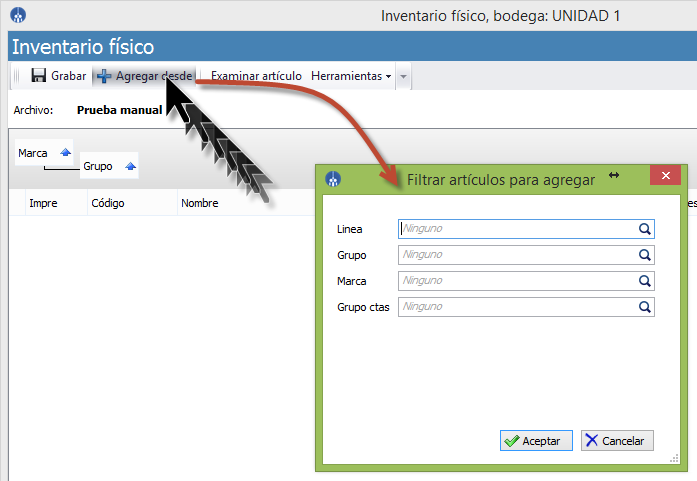 Inventario físico, bodega: UNIDAD 1
Inventario físico
Grabar Agregar desde Examinar artículo Herramientas
Archivo: Prueba manual
Marca
Grupo
Impre Código Nombre
Filtrar artículos para agregar
Linea Ninguno
Grupo Ninguno
Marca Ninguno
Grupo ctas Ninguno
Aceptar Cancelar